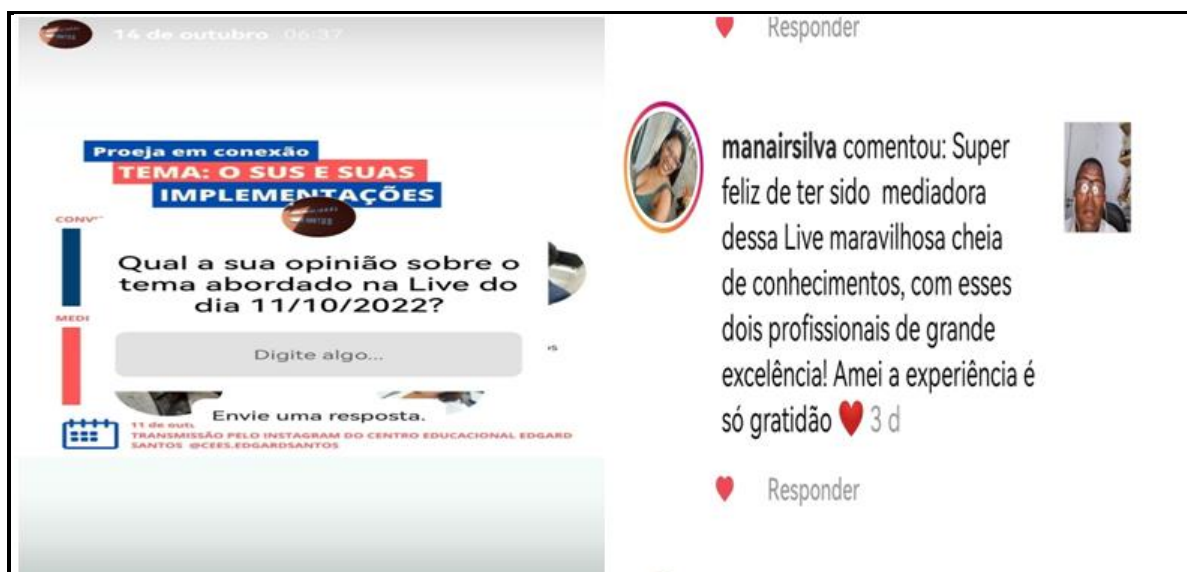 14 de outubro 06:37
Proeja em conexão
TEMA: O SUS E SUAS
IMPLEMENTAÇÕES
Qual a sua opinião sobre o
tema abordado na Live do
dia 11/10/2022?
MEDI
Digite algo...
Envie uma resposta.
11 de
TRANSMISSÃO PELO INSTAGRAM DO CENTRO EDUCACIONAL EDGARD
SANTOS @CEES.EDGARDSANTOS
Responder
manairsilva comentou: Super
feliz de ter sido mediadora
dessa Live maravilhosa cheia
de conhecimentos, com esses
dois profissionais de grande
excelência! Amei a experiência é
só gratidão ❤️ 3 d
Responder